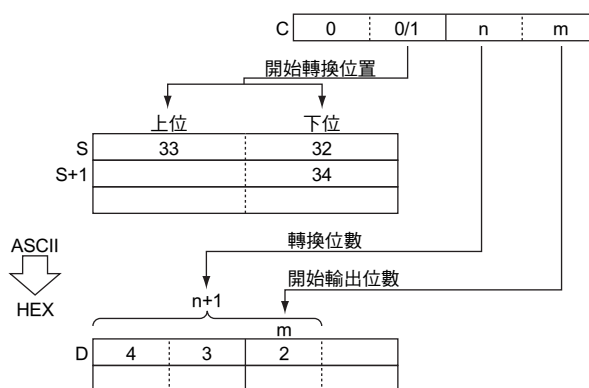 C 0 0/1 n m
開始轉換位置
上位 下位
S 33 32
S+1 34
轉換位數
ASCII
開始輸出位數
n+1
HEX
m
D 4 3 2